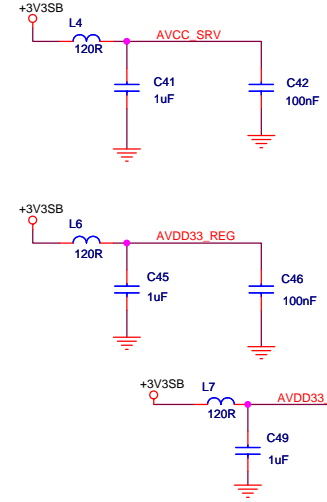 +3V3SB
L4
AVCC_SRV
120R
C41
1uF
C42
100nF
+3V3SB
L6
AVDD33_REG
120R
C45
1uF
C46
100nF
+3V3SB
L7
AVDD33
120R
C49
1uF